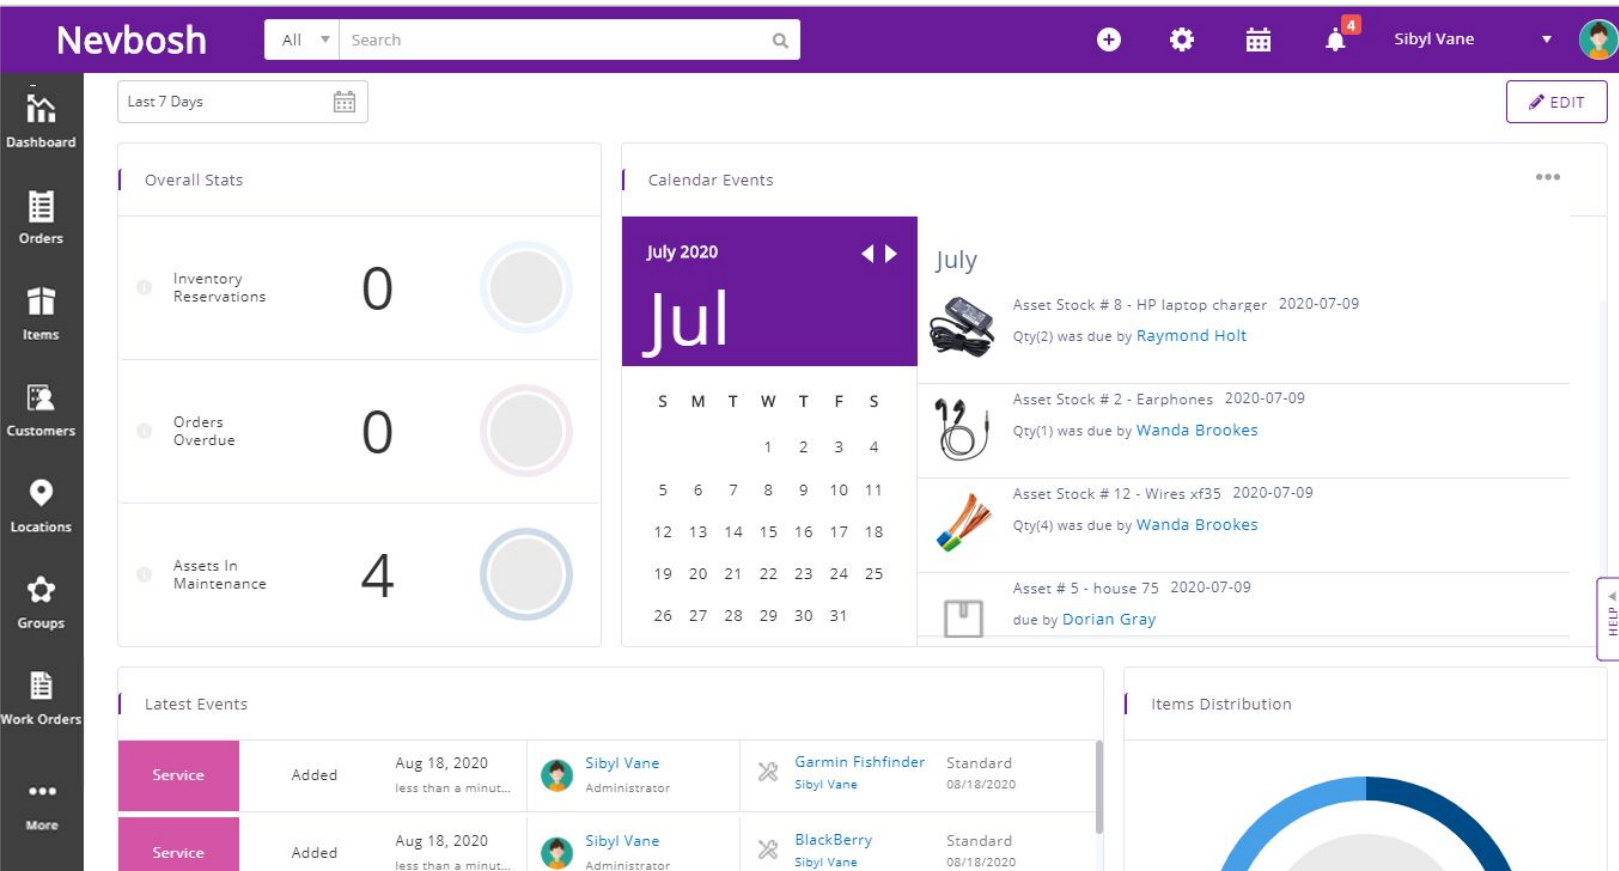 Nevbosh
All
Search
4
Sibyl Vane
Dashboard
Orders
Items
Customers
Locations
Groups
Work Orders
More
Last 7 Days
EDIT
Overall Stats
Inventory
Reservations
0
Orders
Overdue
0
Assets In
Maintenance
4
Calendar Events
July 2020
Jul
S M T W T F S
1 2 3 4
5 6 7 8 9 10 11
12 13 14 15 16 17 18
19 20 21 22 23 24 25
26 27 28 29 30 31
July
Asset Stock # 8 - HP laptop charger 2020-07-09
Qty(2) was due by Raymond Holt
Asset Stock # 2 - Earphones 2020-07-09
Qty(1) was due by Wanda Brookes
Asset Stock # 12 - Wires xf35 2020-07-09
Qty(4) was due by Wanda Brookes
Asset # 5 - house 75 2020-07-09
due by Dorian Gray
HELP
Latest Events
Service Added Aug 18, 2020 Sibyl Vane Garmin Fishfinder Standard
less than a minut... Administrator Sibyl Vane 08/18/2020
Service Added Aug 18, 2020 Sibyl Vane BlackBerry Standard
less than a minut... Administrator Sibyl Vane 08/18/2020
Items Distribution